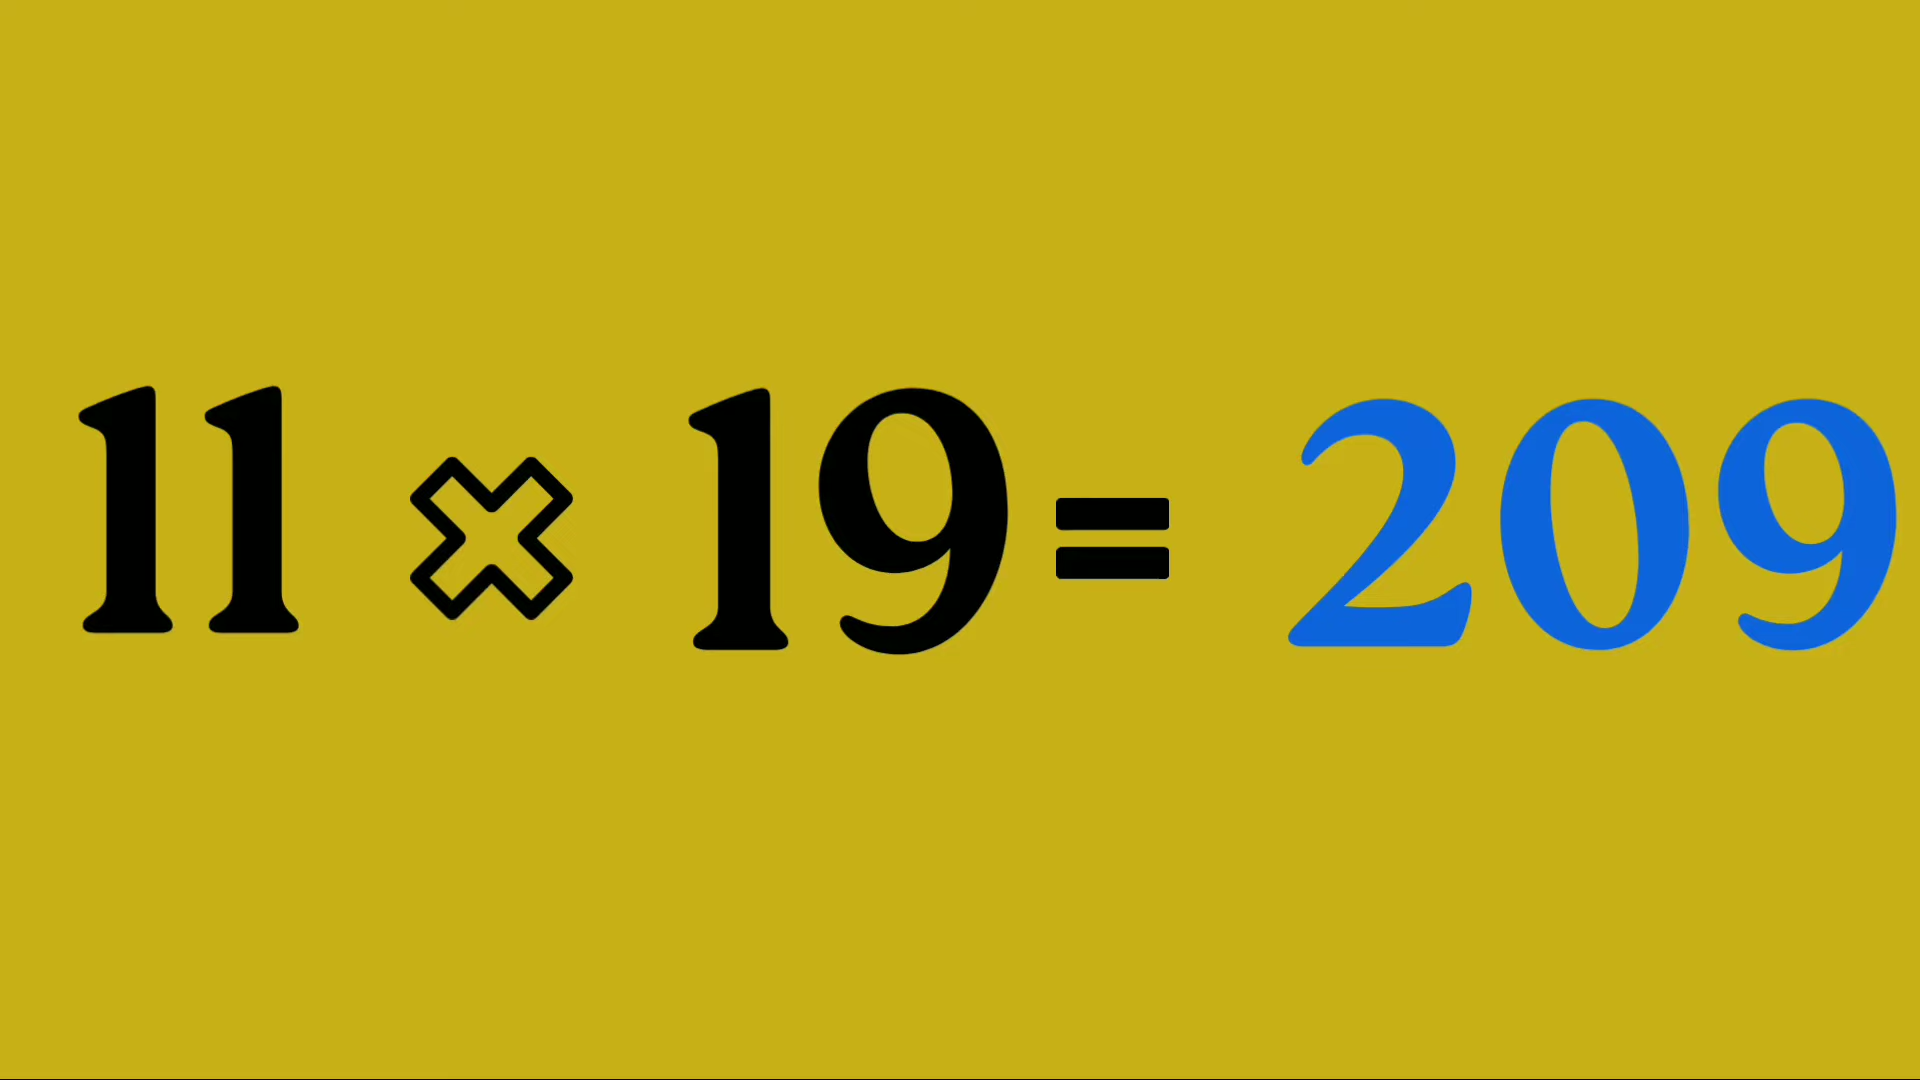 11 × 19 = 209